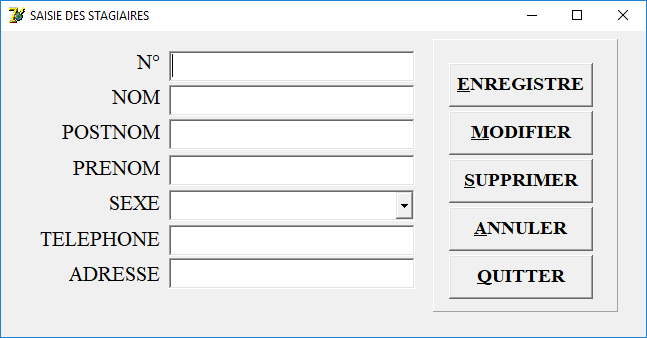 SAISIE DES STAGIAIRES
N°
NOM
POSTNOM
PRENOM
SEXE
TELEPHONE
ADRESSE
ENREGISTRE
MODIFIER
SUPPRIMER
ANNULER
QUITTER